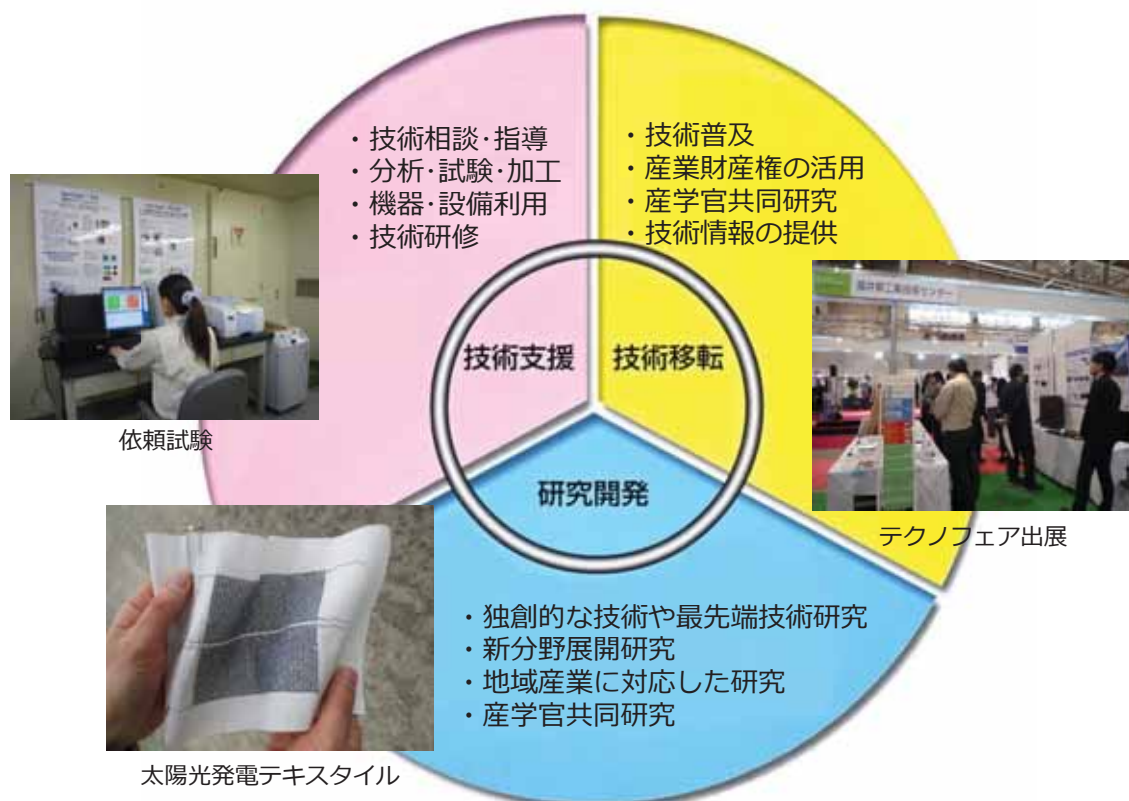 ・技術相談・指導
・分析・試験・加工
・機器・設備利用
・技術研修
・技術普及
・産業財産権の活用
・産学官共同研究
・技術情報の提供
技術支援
技術移転
依頼試験
研究開発
テクノフェア出展
・独創的な技術や最先端技術研究
・新分野展開研究
・地域産業に対応した研究
・産学官共同研究
太陽光発電テキスタイル